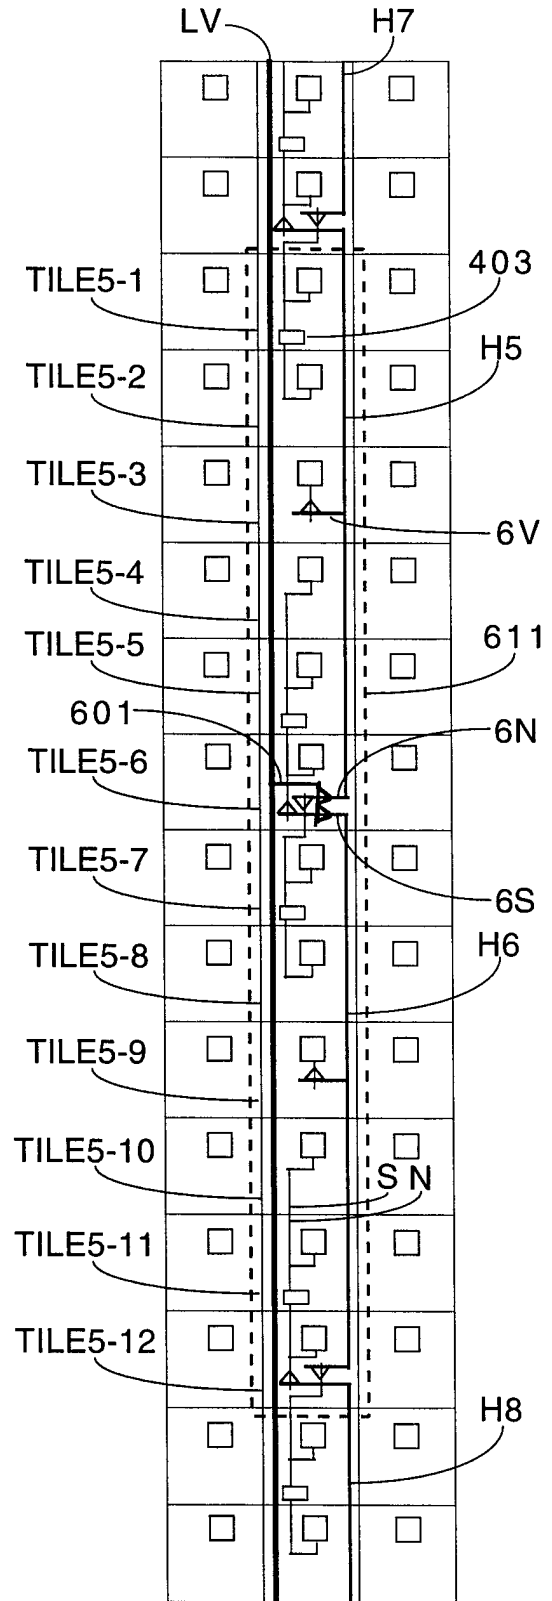 LV H7
TILE5-1 403
H5
TILE5-2
TILE5-3
6V
TILE5-4
TILE5-5 611
601 6N
TILE5-6
TILE5-7
6S
TILE5-8 H6
TILE5-9
TILE5-10 S N
TILE5-11
TILE5-12
H8